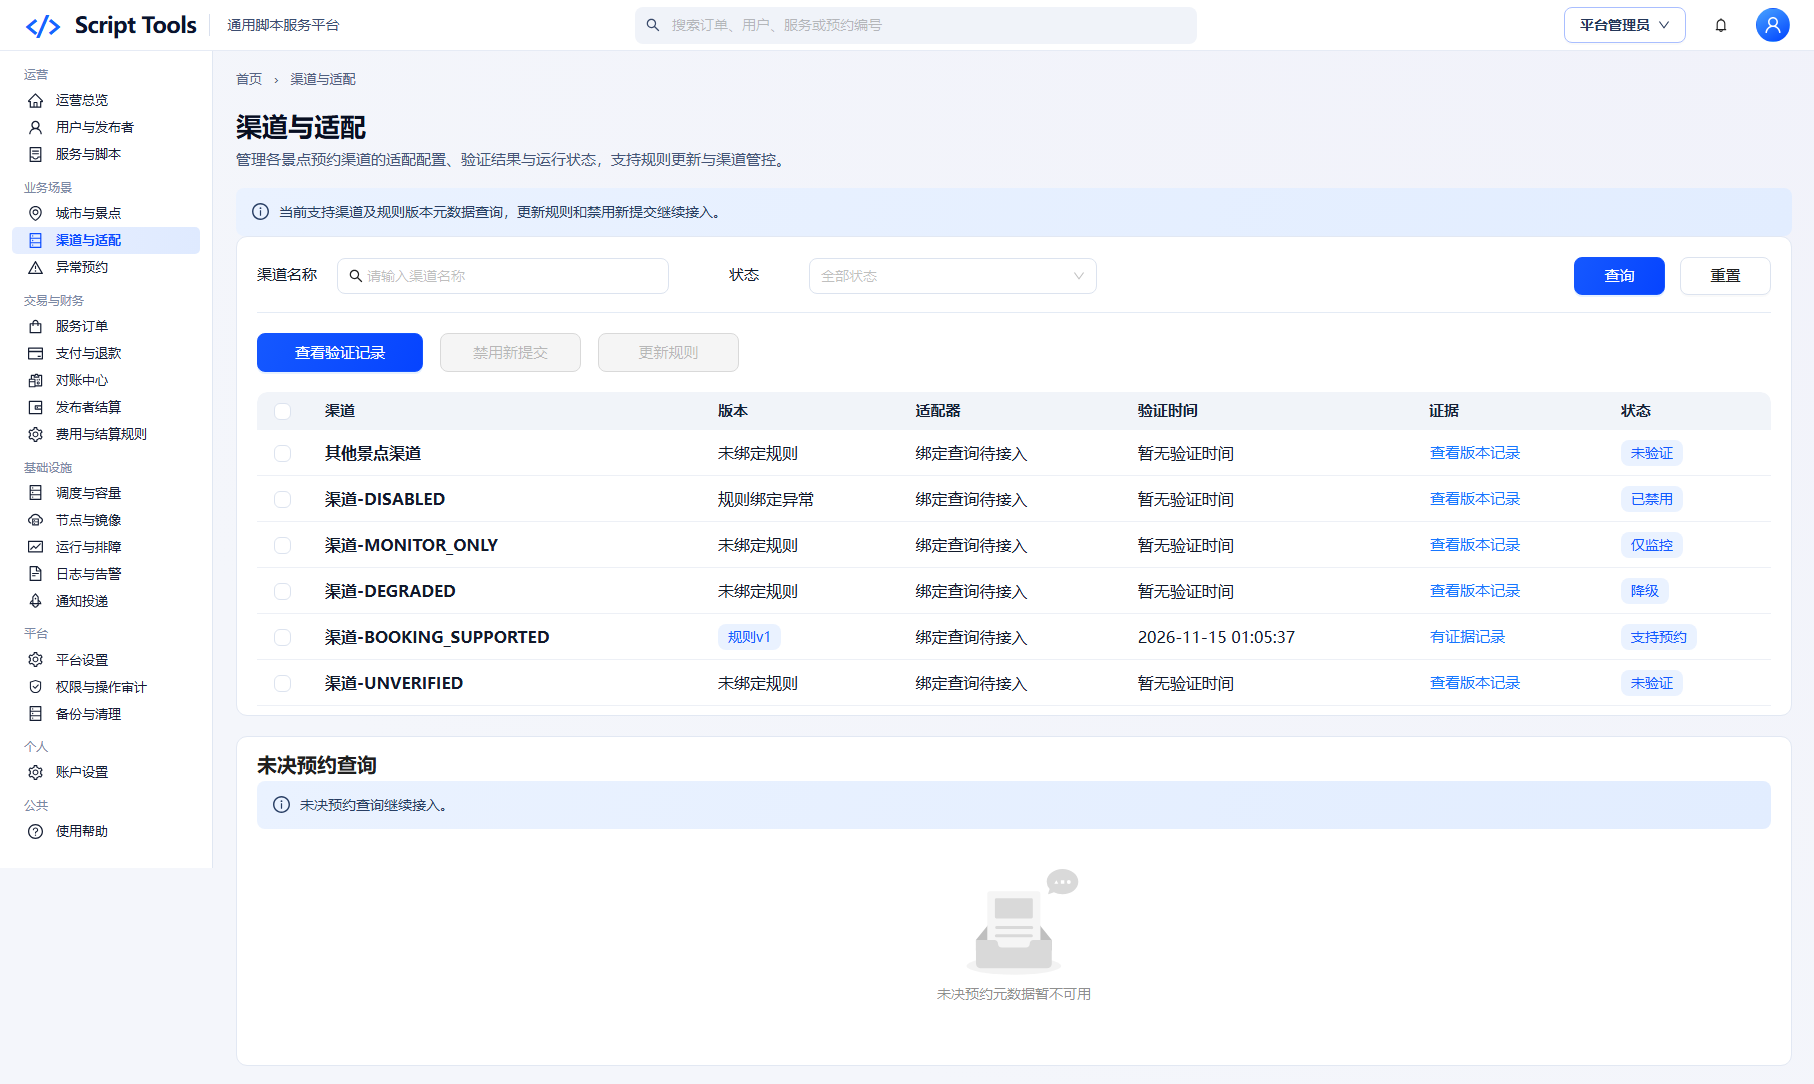 </> Script Tools
通用脚本服务平台
搜索订单、用户、服务或预约编号
平台管理员
运营
运营总览
用户与发布者
服务与脚本
业务场景
城市与景点
渠道与适配
异常预约
交易与财务
服务订单
支付与退款
对账中心
发布者结算
费用与结算规则
基础设施
调度与容量
节点与镜像
运行与排障
日志与告警
通知投递
平台
平台设置
权限与操作审计
备份与清理
个人
账户设置
公共
使用帮助
首页 › 渠道与适配
渠道与适配
管理各景点预约渠道的适配配置、验证结果与运行状态，支持规则更新与渠道管控。
当前支持渠道及规则版本元数据查询，更新规则和禁用新提交继续接入。
渠道名称 请输入渠道名称 状态 全部状态 查询 重置
查看验证记录 禁用新提交 更新规则
渠道 版本 适配器 验证时间 证据 状态
其他景点渠道 未绑定规则 绑定查询待接入 暂无验证时间 查看版本记录 未验证
渠道-DISABLED 规则绑定异常 绑定查询待接入 暂无验证时间 查看版本记录 已禁用
渠道-MONITOR_ONLY 未绑定规则 绑定查询待接入 暂无验证时间 查看版本记录 仅监控
渠道-DEGRADED 未绑定规则 绑定查询待接入 暂无验证时间 查看版本记录 降级
渠道-BOOKING_SUPPORTED 规则v1 绑定查询待接入 2026-11-15 01:05:37 有证据记录 支持预约
渠道-UNVERIFIED 未绑定规则 绑定查询待接入 暂无验证时间 查看版本记录 未验证
未决预约查询
未决预约查询继续接入。
未决预约元数据暂不可用